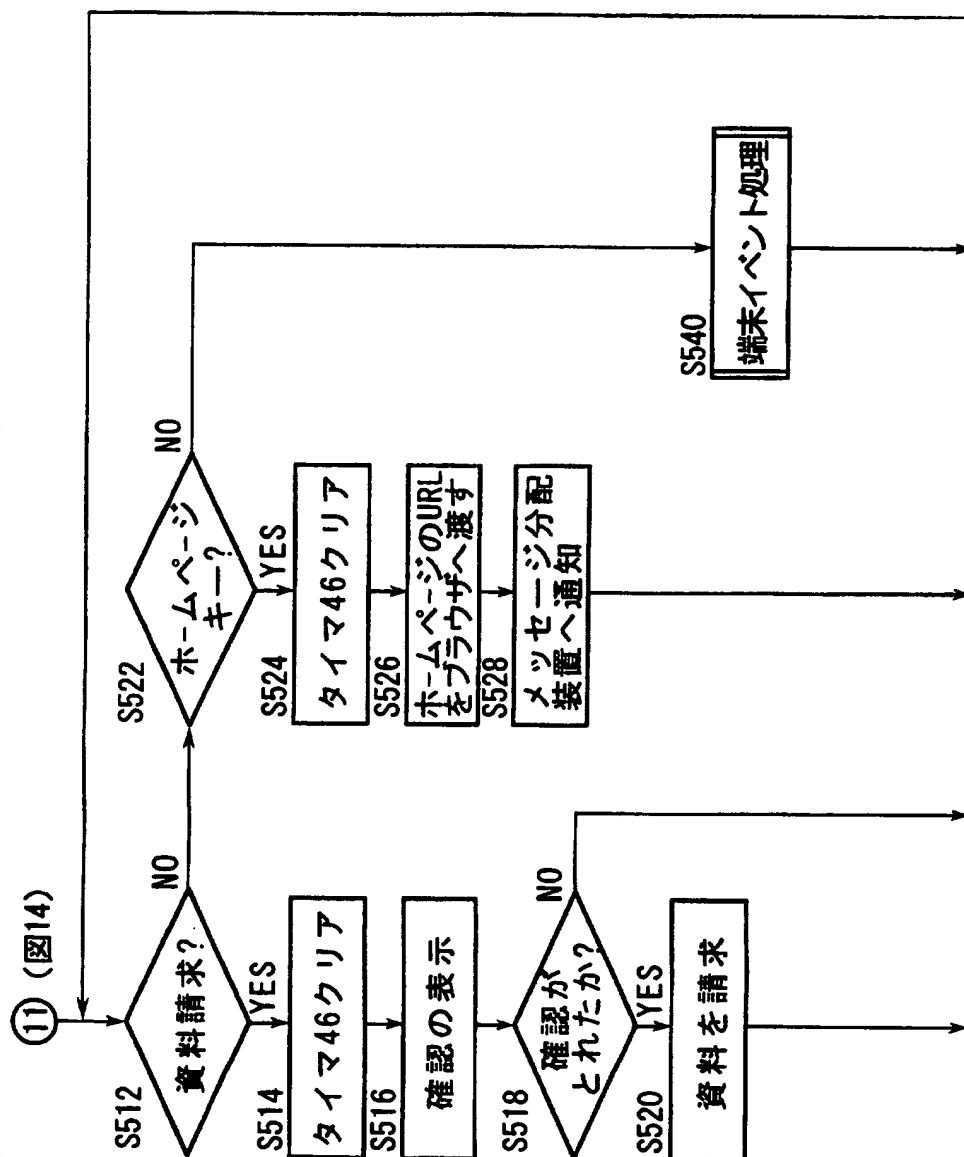 ⑪ (図14)
S512
資料請求?
NO
YES
S514
タイマ46クリア
S516
確認の表示
S518
確認が
とれたか?
NO
YES
S520
資料を請求
S522
ホームページ
キー?
NO
YES
S524
タイマ46クリア
S526
ホームページのURL
をブラウザへ渡す
S528
メッセージ分配
装置へ通知
S540
端末イベント処理